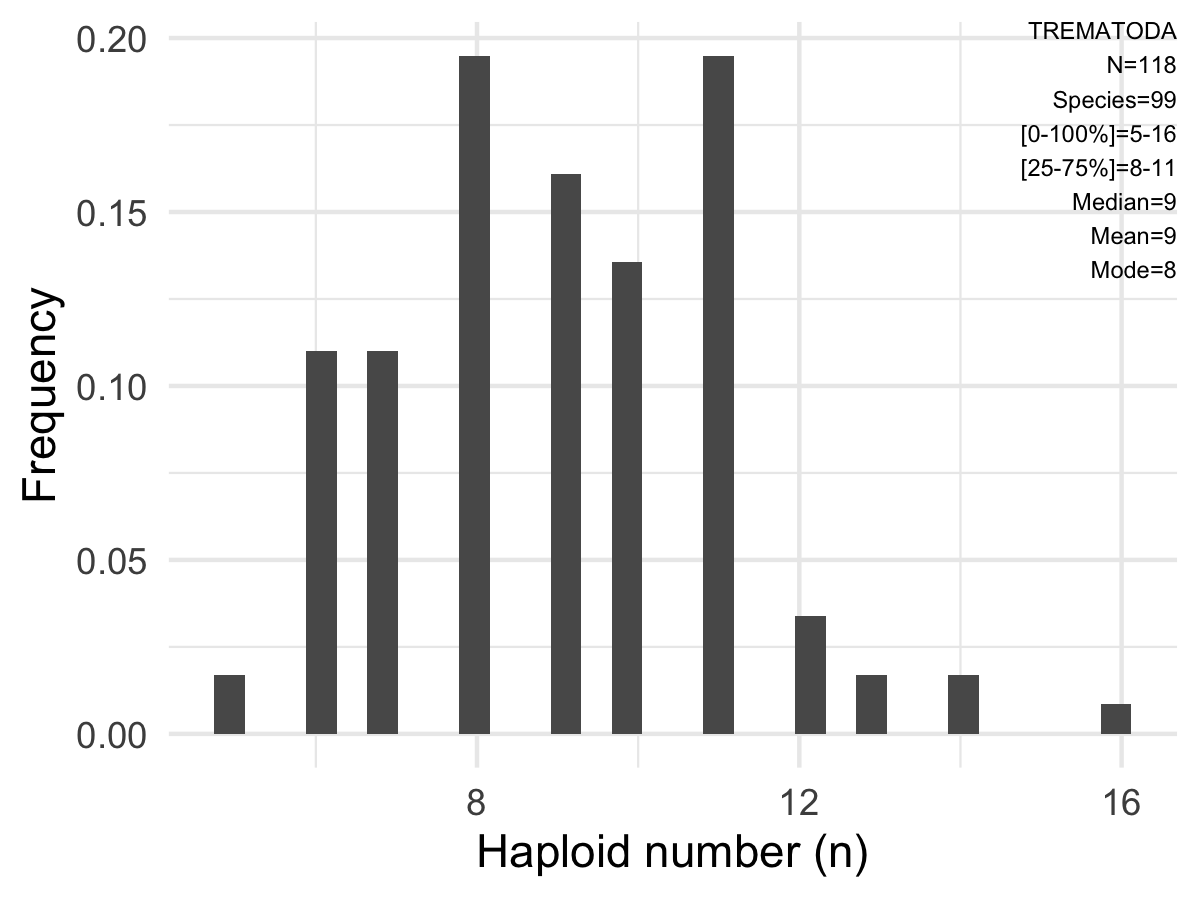 TREMATODA
N=118
Species=99
[0-100%]=5-16
[25-75%]=8-11
Median=9
Mean=9
Mode=8
0.20
0.15
0.10
0.05
0.00
Frequency
8 12 16
Haploid number (n)